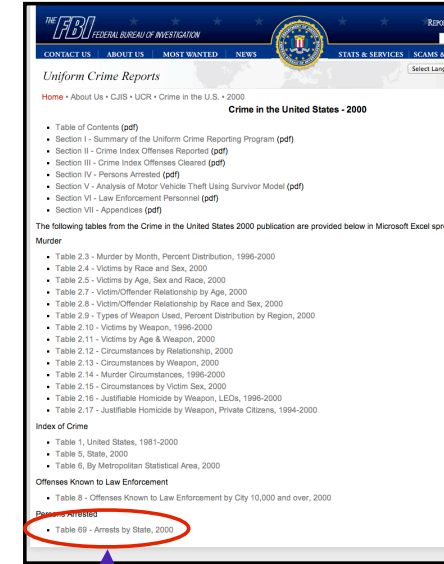 THE FBI FEDERAL BUREAU OF INVESTIGATION
CONTACT US ABOUT US MOST WANTED NEWS STATS & SERVICES SCAMS &
Uniform Crime Reports
Home • About Us • CJIS • UCR • Crime in the U.S. • 2000
Crime in the United States - 2000
Table of Contents (pdf)
Section I - Summary of the Uniform Crime Reporting Program (pdf)
Section II - Crime Index Offenses Reported (pdf)
Section III - Crime Index Offenses Cleared (pdf)
Section IV - Persons Arrested (pdf)
Section V - Analysis of Motor Vehicle Theft Using Survivor Model (pdf)
Section VI - Law Enforcement Personnel (pdf)
Section VII - Appendices (pdf)
The following tables from the Crime in the United States 2000 publication are provided below in Microsoft Excel
Murder
Table 2.3 - Murder by Month, Percent Distribution, 1996-2000
Table 2.4 - Victims by Race and Sex, 2000
Table 2.5 - Victims by Age, Sex and Race, 2000
Table 2.7 - Victim/Offender Relationship by Age, 2000
Table 2.8 - Victim/Offender Relationship by Race and Sex, 2000
Table 2.9 - Types of Weapon Used, Percent Distribution by Region, 2000
Table 2.10 - Victims by Weapon, 1996-2000
Table 2.11 - Victims by Age & Weapon, 2000
Table 2.12 - Circumstances by Relationship, 2000
Table 2.13 - Circumstances by Weapon, 2000
Table 2.14 - Murder Circumstances, 1996-2000
Table 2.15 - Circumstances by Victim Sex, 2000
Table 2.16 - Justifiable Homicide by Weapon, LEOs, 1996-2000
Table 2.17 - Justifiable Homicide by Weapon, Private Citizens, 1994-2000
Index of Crime
Table 1, United States, 1981-2000
Table 5, State, 2000
Table 6, By Metropolitan Statistical Area, 2000
Offenses Known to Law Enforcement
Table 8 - Offenses Known to Law Enforcement by City 10,000 and over, 2000
Persons Arrested
Table 69 - Arrests by State, 2000